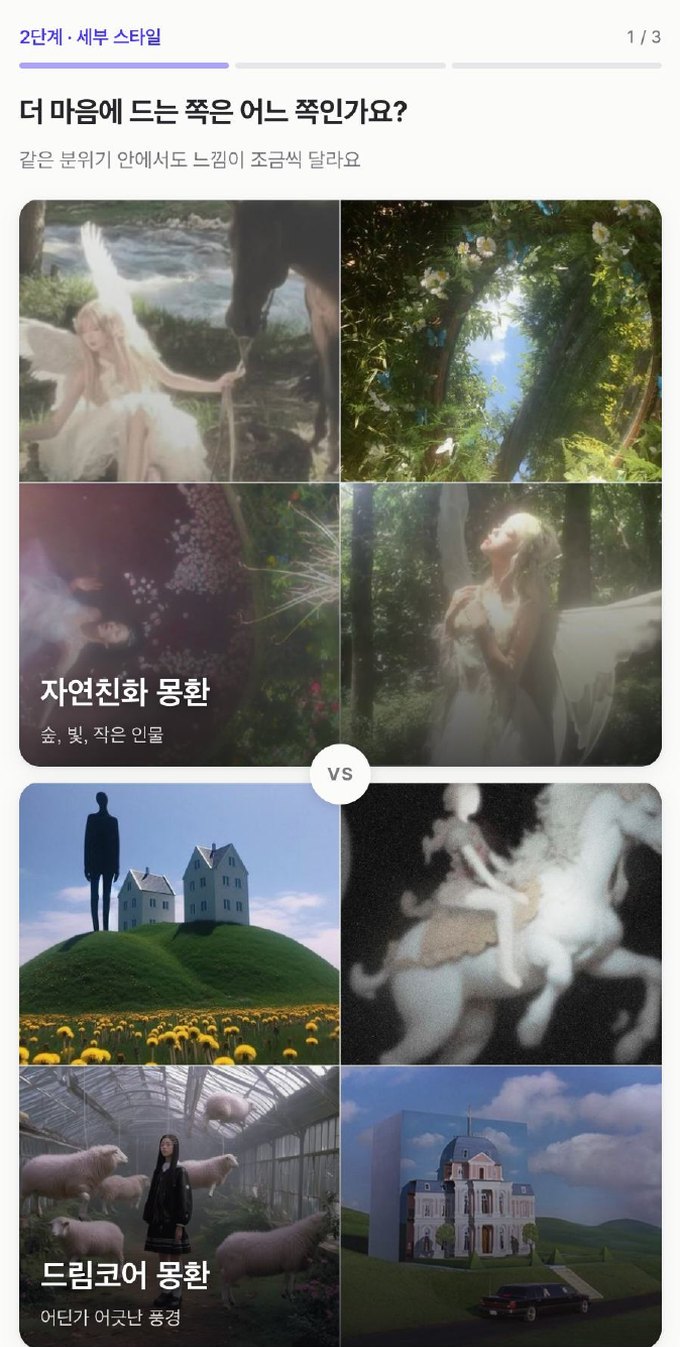 2단계 · 세부 스타일
1 / 3
더 마음에 드는 쪽은 어느 쪽인가요?
같은 분위기 안에서도 느낌이 조금씩 달라요
자연친화 몽환
숲, 빛, 작은 인물
VS
드림코어 몽환
어딘가 어긋난 풍경